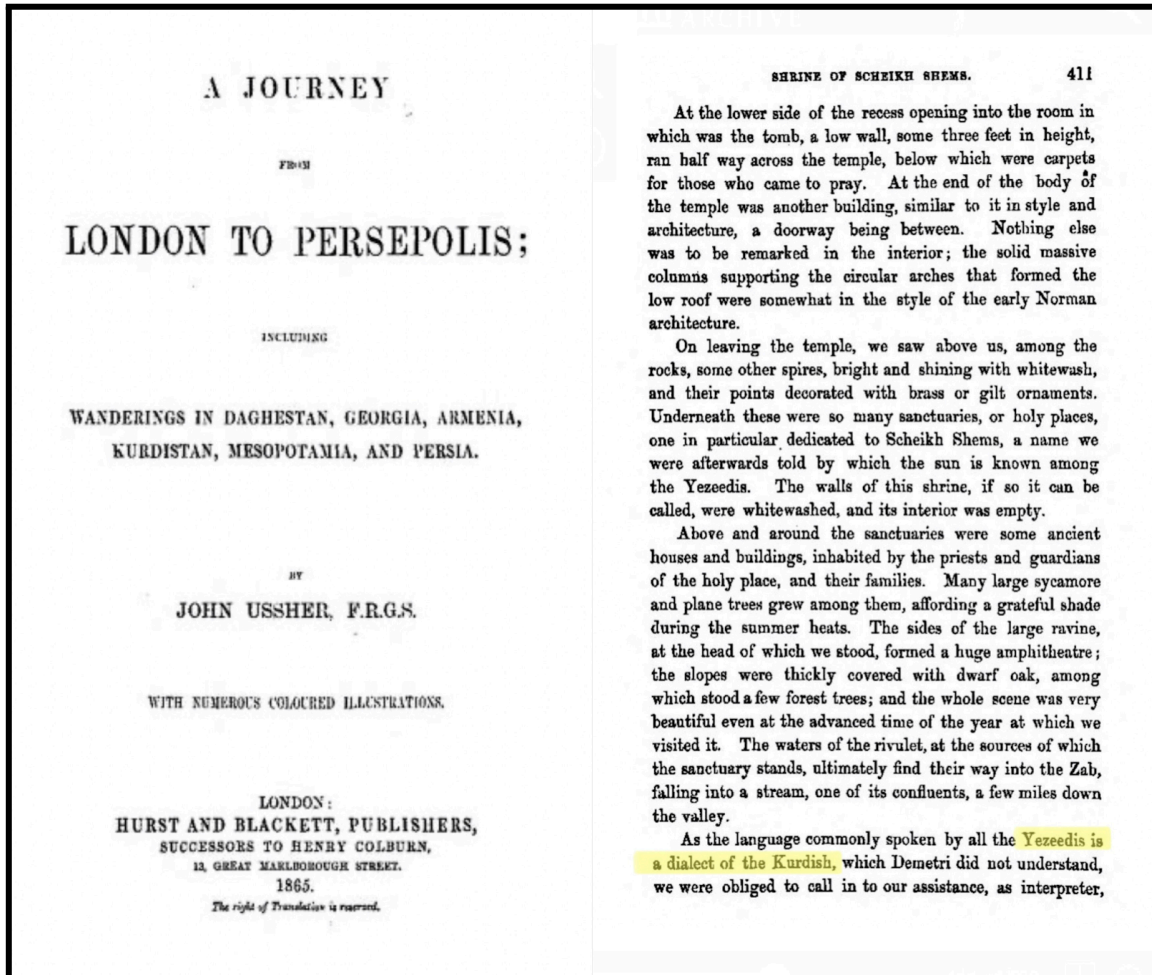 A JOURNEY
FROM
LONDON TO PERSEPOLIS;
INCLUDING
WANDERINGS IN DAGHESTAN, GEORGIA, ARMENIA,
KURDISTAN, MESOPOTAMIA, AND PERSIA.
BY
JOHN USSHER, F.R.G.S.
WITH NUMEROUS COLOURED ILLUSTRATIONS.
LONDON:
HURST AND BLACKETT, PUBLISHERS,
SUCCESSORS TO HENRY COLBURN,
13, GREAT MARLBOROUGH STREET.
1865.
The right of Translation is reserved.
ARCHIVE
SHRINE OF SCHEIKH SHEMS. 411
At the lower side of the recess opening into the room in
which was the tomb, a low wall, some three feet in height,
ran half way across the temple, below which were carpets
for those who came to pray. At the end of the body of
the temple was another building, similar to it in style and
architecture, a doorway being between. Nothing else
was to be remarked in the interior; the solid massive
columns supporting the circular arches that formed the
low roof were somewhat in the style of the early Norman
architecture.
On leaving the temple, we saw above us, among the
rocks, some other spires, bright and shining with whitewash,
and their points decorated with brass or gilt ornaments.
Underneath these were so many sanctuaries, or holy places,
one in particular dedicated to Scheikh Shems, a name we
were afterwards told by which the sun is known among
the Yezeedis. The walls of this shrine, if so it can be
called, were whitewashed, and its interior was empty.
Above and around the sanctuaries were some ancient
houses and buildings, inhabited by the priests and guardians
of the holy place, and their families. Many large sycamore
and plane trees grew among them, affording a grateful shade
during the summer heats. The sides of the large ravine,
at the head of which we stood, formed a huge amphitheatre;
the slopes were thickly covered with dwarf oak, among
which stood a few forest trees; and the whole scene was very
beautiful even at the advanced time of the year at which we
visited it. The waters of the rivulet, at the sources of which
the sanctuary stands, ultimately find their way into the Zab,
falling into a stream, one of its confluents, a few miles down
the valley.
As the language commonly spoken by all the Yezeedis is
a dialect of the Kurdish, which Demetri did not understand,
we were obliged to call in to our assistance, as interpreter,